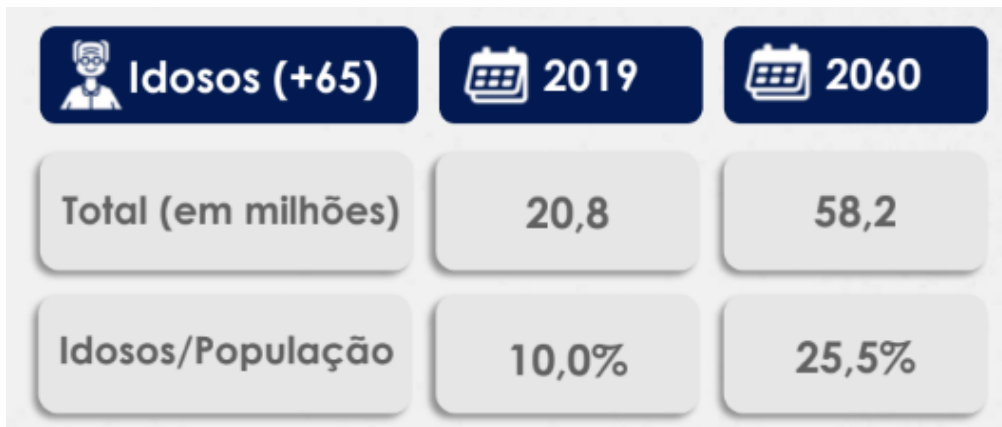 Idosos (+65) 2019 2060
Total (em milhões) 20,8 58,2
Idosos/População 10,0% 25,5%